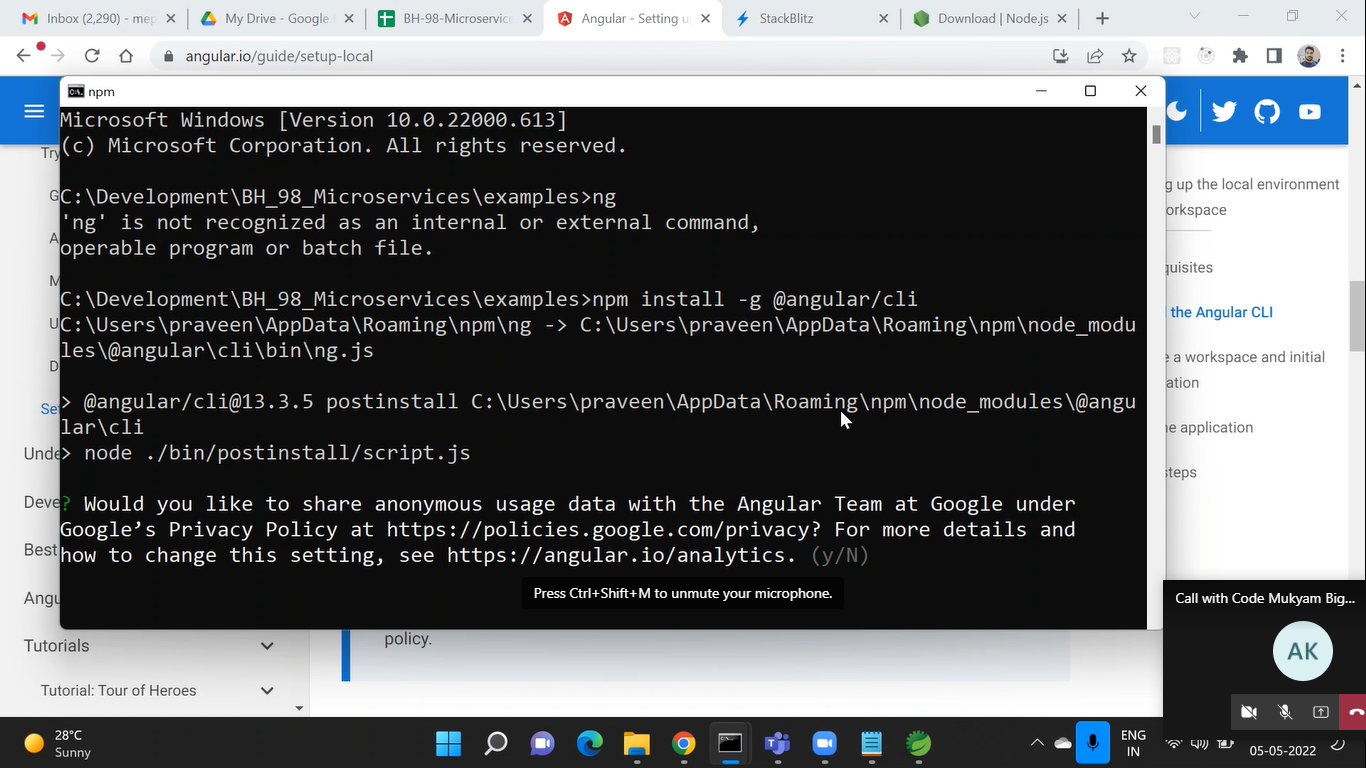 Inbox (2,290) - mep
My Drive - Google
BH-98-Microservice
Angular - Setting u
StackBlitz
Download | Node.js
angular.io/guide/setup-local
npm
Microsoft Windows [Version 10.0.22000.613]
(c) Microsoft Corporation. All rights reserved.
C:\Development\BH_98_Microservices\examples>ng
'ng' is not recognized as an internal or external command,
operable program or batch file.
C:\Development\BH_98_Microservices\examples>npm install -g @angular/cli
C:\Users\praveen\AppData\Roaming\npm\ng -> C:\Users\praveen\AppData\Roaming\npm\node_modu
les\@angular\cli\bin\ng.js
> @angular/cli@13.3.5 postinstall C:\Users\praveen\AppData\Roaming\npm\node_modules\@angu
lar\cli
> node ./bin/postinstall/script.js
? Would you like to share anonymous usage data with the Angular Team at Google under
Google’s Privacy Policy at https://policies.google.com/privacy? For more details and
how to change this setting, see https://angular.io/analytics. (y/N)
Press Ctrl+Shift+M to unmute your microphone.
Try
G
A
M
U
D
Se
Unde
Deve
Best
Angu
Tutorials
Tutorial: Tour of Heroes
policy.
g up the local environment
orkspace
quisites
the Angular CLI
e a workspace and initial
ation
e application
steps
Call with Code Mukyam Big...
AK
28°C
Sunny
ENG
IN
05-05-2022